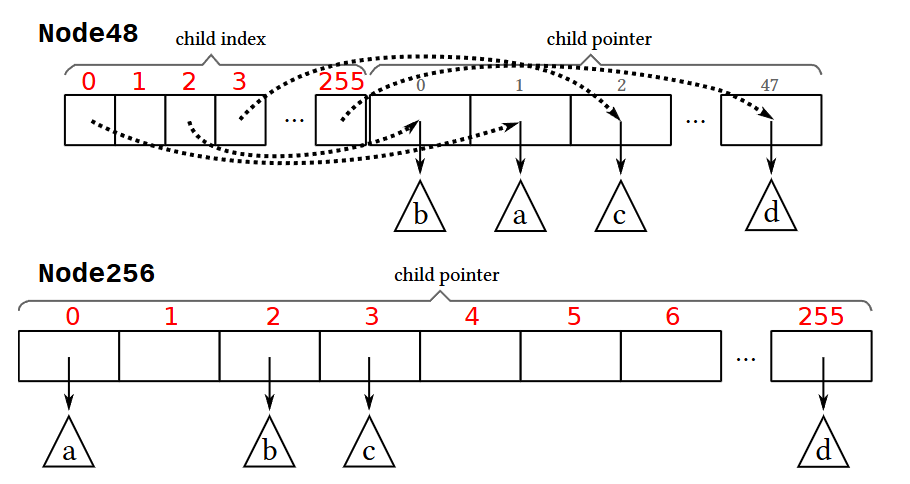 Node48
child index child pointer
0 1 2 3 255 0 1 2 47
... ...
b a c d
Node256
child pointer
0 1 2 3 4 5 6 255
...
a b c d